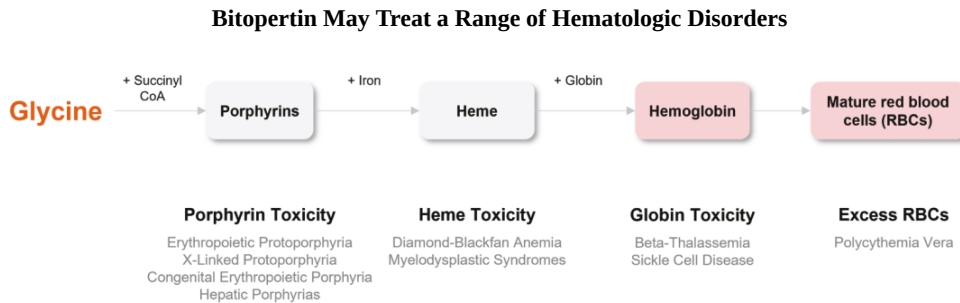 Bitopertin May Treat a Range of Hematologic Disorders
Glycine
+ Succinyl
CoA
Porphyrins
+ Iron
Heme
+ Globin
Hemoglobin
Mature red blood
cells (RBCs)
Porphyrin Toxicity
Erythropoietic Protoporphyria
X-Linked Protoporphyria
Congenital Erythropoietic Porphyria
Hepatic Porphyrias
Heme Toxicity
Diamond-Blackfan Anemia
Myelodysplastic Syndromes
Globin Toxicity
Beta-Thalassemia
Sickle Cell Disease
Excess RBCs
Polycythemia Vera